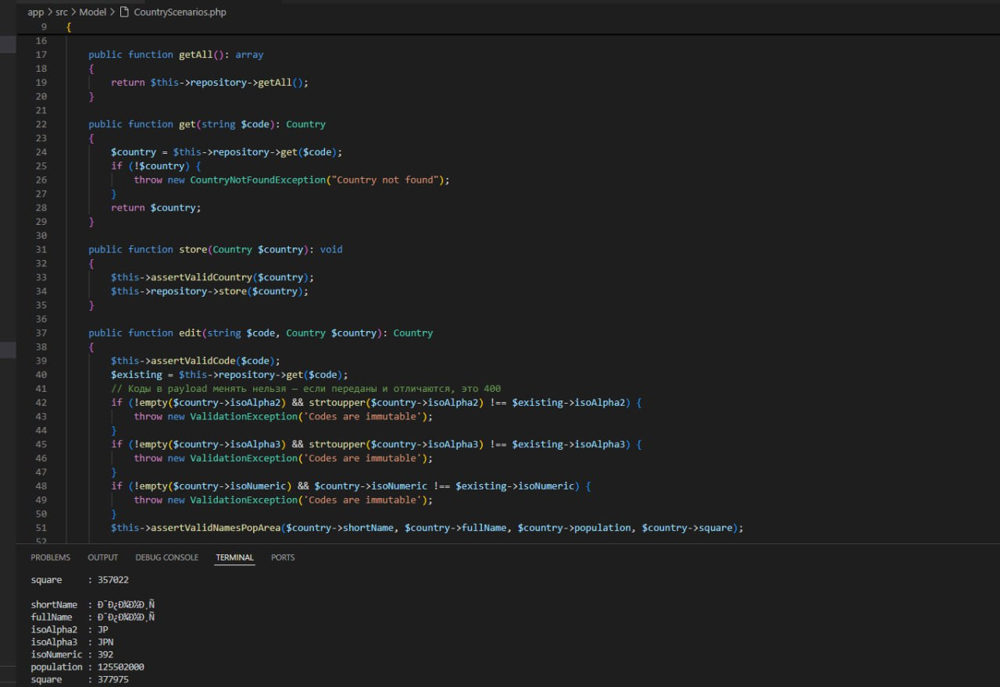 app > src > Model > CountryScenarios.php
9 {
16
17 public function getAll(): array
18 {
19 return $this->repository->getAll();
20 }
21
22 public function get(string $code): Country
23 {
24 $country = $this->repository->get($code);
25 if (!$country) {
26 throw new CountryNotFoundException("Country not found");
27 }
28 return $country;
29 }
30
31 public function store(Country $country): void
32 {
33 $this->assertValidCountry($country);
34 $this->repository->store($country);
35 }
36
37 public function edit(string $code, Country $country): Country
38 {
39 $this->assertValidCode($code);
40 $existing = $this->repository->get($code);
41 // Коды в payload менять нельзя — если переданы и отличаются, это 400
42 if (!empty($country->isoAlpha2) && strtoupper($country->isoAlpha2) !== $existing->isoAlpha2) {
43 throw new ValidationException('Codes are immutable');
44 }
45 if (!empty($country->isoAlpha3) && strtoupper($country->isoAlpha3) !== $existing->isoAlpha3) {
46 throw new ValidationException('Codes are immutable');
47 }
48 if (!empty($country->isoNumeric) && $country->isoNumeric !== $existing->isoNumeric) {
49 throw new ValidationException('Codes are immutable');
50 }
51 $this->assertValidNamesPopArea($country->shortName, $country->fullName, $country->population, $country->square);
52
PROBLEMS OUTPUT DEBUG CONSOLE TERMINAL PORTS
square : 357022
shortName : Ð¯Ð¿Ð¾Ð½Ð¸Ñ
fullName : Ð¯Ð¿Ð¾Ð½Ð¸Ñ
isoAlpha2 : JP
isoAlpha3 : JPN
isoNumeric : 392
population : 125502000
square : 377975